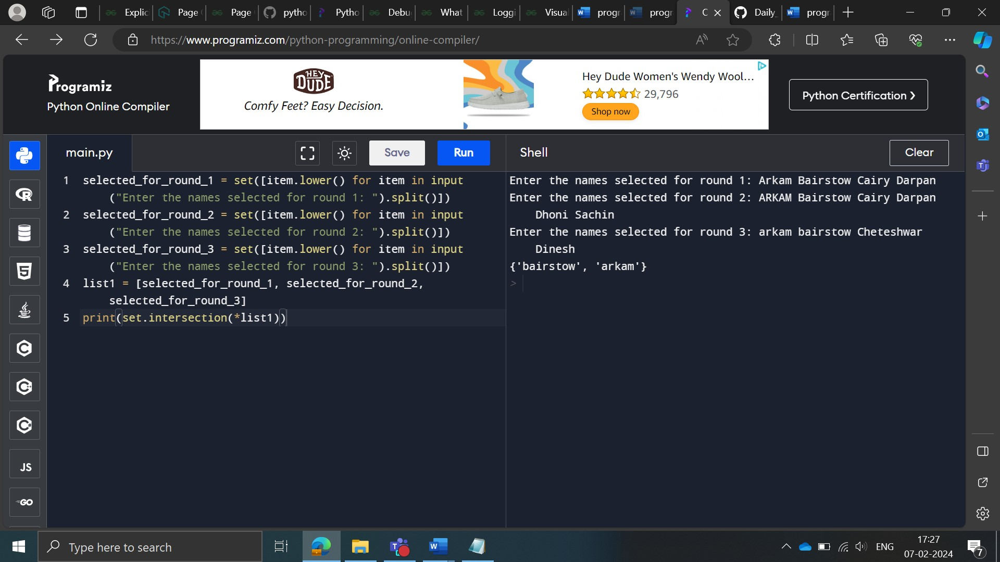 Explic
Page
Page
pytho
Pytho
Debu
What
Loggi
Visual
progr
progr
C
Daily_
progr
https://www.programiz.com/python-programming/online-compiler/
Programiz
Python Online Compiler
HEY DUDE
Comfy Feet? Easy Decision.
Hey Dude Women's Wendy Wool...
29,796
Shop now
Python Certification ❯
main.py
Save
Run
Shell
Clear
1 selected_for_round_1 = set([item.lower() for item in input
("Enter the names selected for round 1: ").split()])
2 selected_for_round_2 = set([item.lower() for item in input
("Enter the names selected for round 2: ").split()])
3 selected_for_round_3 = set([item.lower() for item in input
("Enter the names selected for round 3: ").split()])
4 list1 = [selected_for_round_1, selected_for_round_2,
selected_for_round_3]
5 print(set.intersection(*list1))
Enter the names selected for round 1: Arkam Bairstow Cairy Darpan
Enter the names selected for round 2: ARKAM Bairstow Cairy Darpan
Dhoni Sachin
Enter the names selected for round 3: arkam bairstow Cheteshwar
Dinesh
{'bairstow', 'arkam'}
>
JS
GO
Type here to search
ENG
17:27
07-02-2024
7